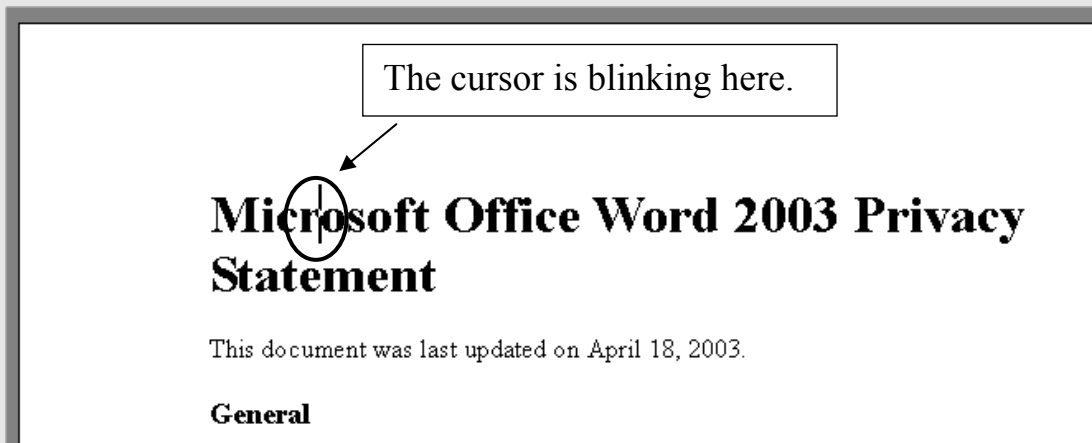 The cursor is blinking here.
Microsoft Office Word 2003 Privacy
Statement
This document was last updated on April 18, 2003.
General